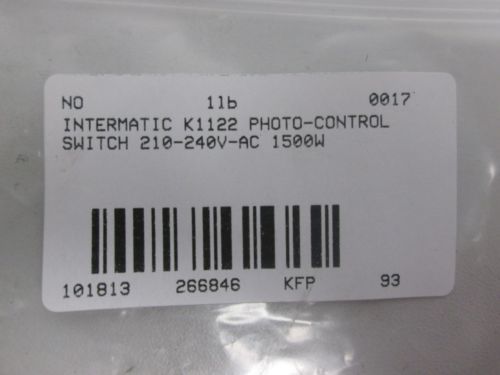 NO 1lb 0017
INTERMATIC K1122 PHOTO-CONTROL
SWITCH 210-240V-AC 1500W
101813 266846 KFP 93